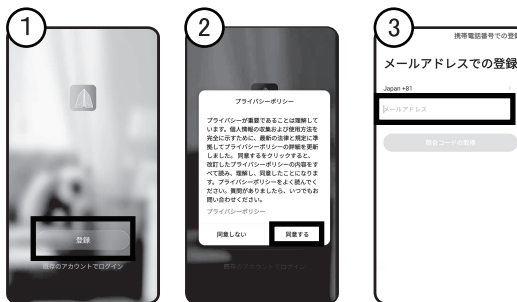 1
登録
既存のアカウントでログイン
2
プライバシーポリシー
プライバシーが重要であることは理解して
います。個人情報の収集および使用方法を
完全に示すために、最新の法律と規定に準
拠してプライバシーポリシーの詳細を更新
しました。 同意するをクリックすると、
改訂したプライバシーポリシーの内容をす
べて読み、理解し、同意したことになりま
す。プライバシーポリシーをよく読んでく
ださい。質問がありましたら、いつでもお
問い合わせください。
プライバシーポリシー
同意しない
同意する
既存のアカウントでログイン
3
携帯電話番号での登録
メールアドレスでの登録
Japan +81
メールアドレス
照合コードの取得